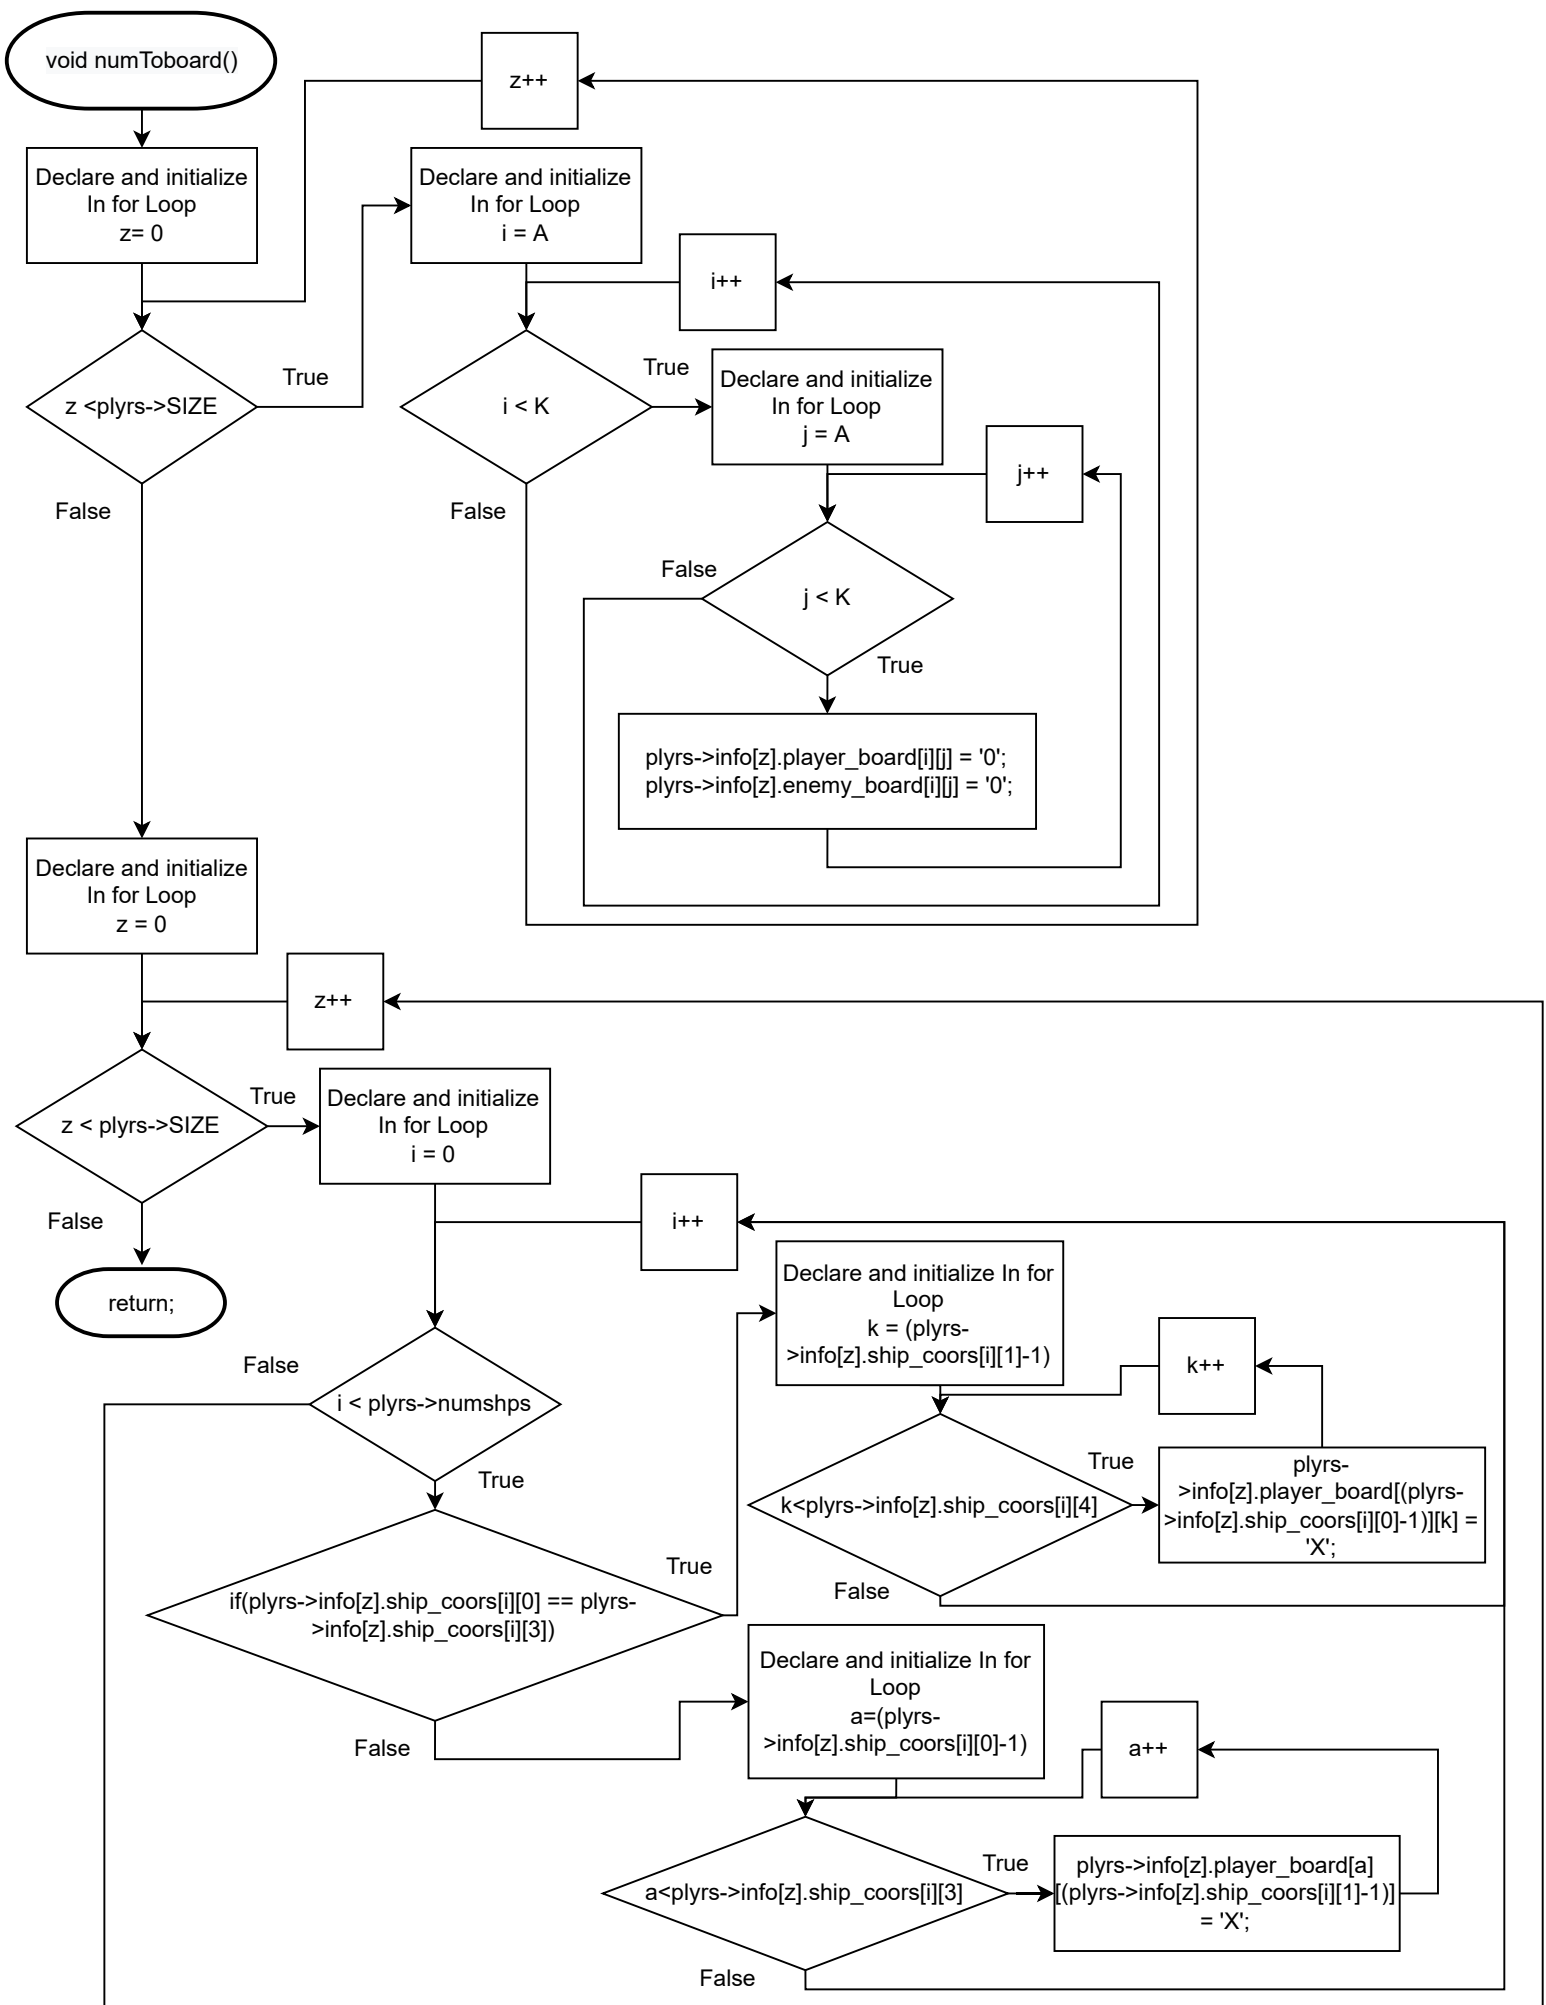 void numToboard()
z++
Declare and initialize
In for Loop
z= 0
Declare and initialize
In for Loop
i = A
i++
z <plyrs->SIZE
True
i < K
True
Declare and initialize
In for Loop
j = A
j++
False
False
False
j < K
True
plyrs->info[z].player_board[i][j] = '0';
plyrs->info[z].enemy_board[i][j] = '0';
Declare and initialize
In for Loop
z = 0
z++
z < plyrs->SIZE
True
Declare and initialize
In for Loop
i = 0
False
return;
i++
Declare and initialize In for
Loop
k = (plyrs-
>info[z].ship_coors[i][1]-1)
k++
False
i < plyrs->numshps
True
k<plyrs->info[z].ship_coors[i][4]
True
plyrs-
>info[z].player_board[(plyrs-
>info[z].ship_coors[i][0]-1)][k] =
'X';
False
if(plyrs->info[z].ship_coors[i][0] == plyrs-
>info[z].ship_coors[i][3])
True
False
Declare and initialize In for
Loop
a=(plyrs-
>info[z].ship_coors[i][0]-1)
a++
a<plyrs->info[z].ship_coors[i][3]
True
plyrs->info[z].player_board[a]
[(plyrs->info[z].ship_coors[i][1]-1)]
= 'X';
False